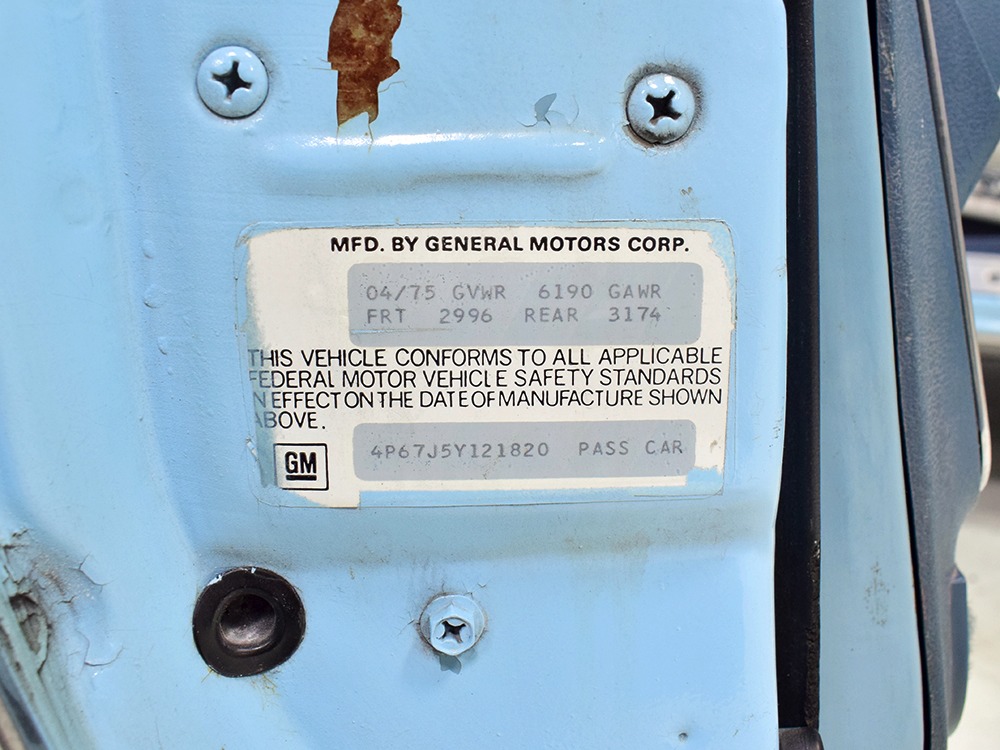 MFD. BY GENERAL MOTORS CORP.
04/75 GVWR 6190 GAWR
FRT 2996 REAR 3174
THIS VEHICLE CONFORMS TO ALL APPLICABLE
FEDERAL MOTOR VEHICLE SAFETY STANDARDS
IN EFFECT ON THE DATE OF MANUFACTURE SHOWN
ABOVE.
GM
4P67J5Y121820 PASS CAR